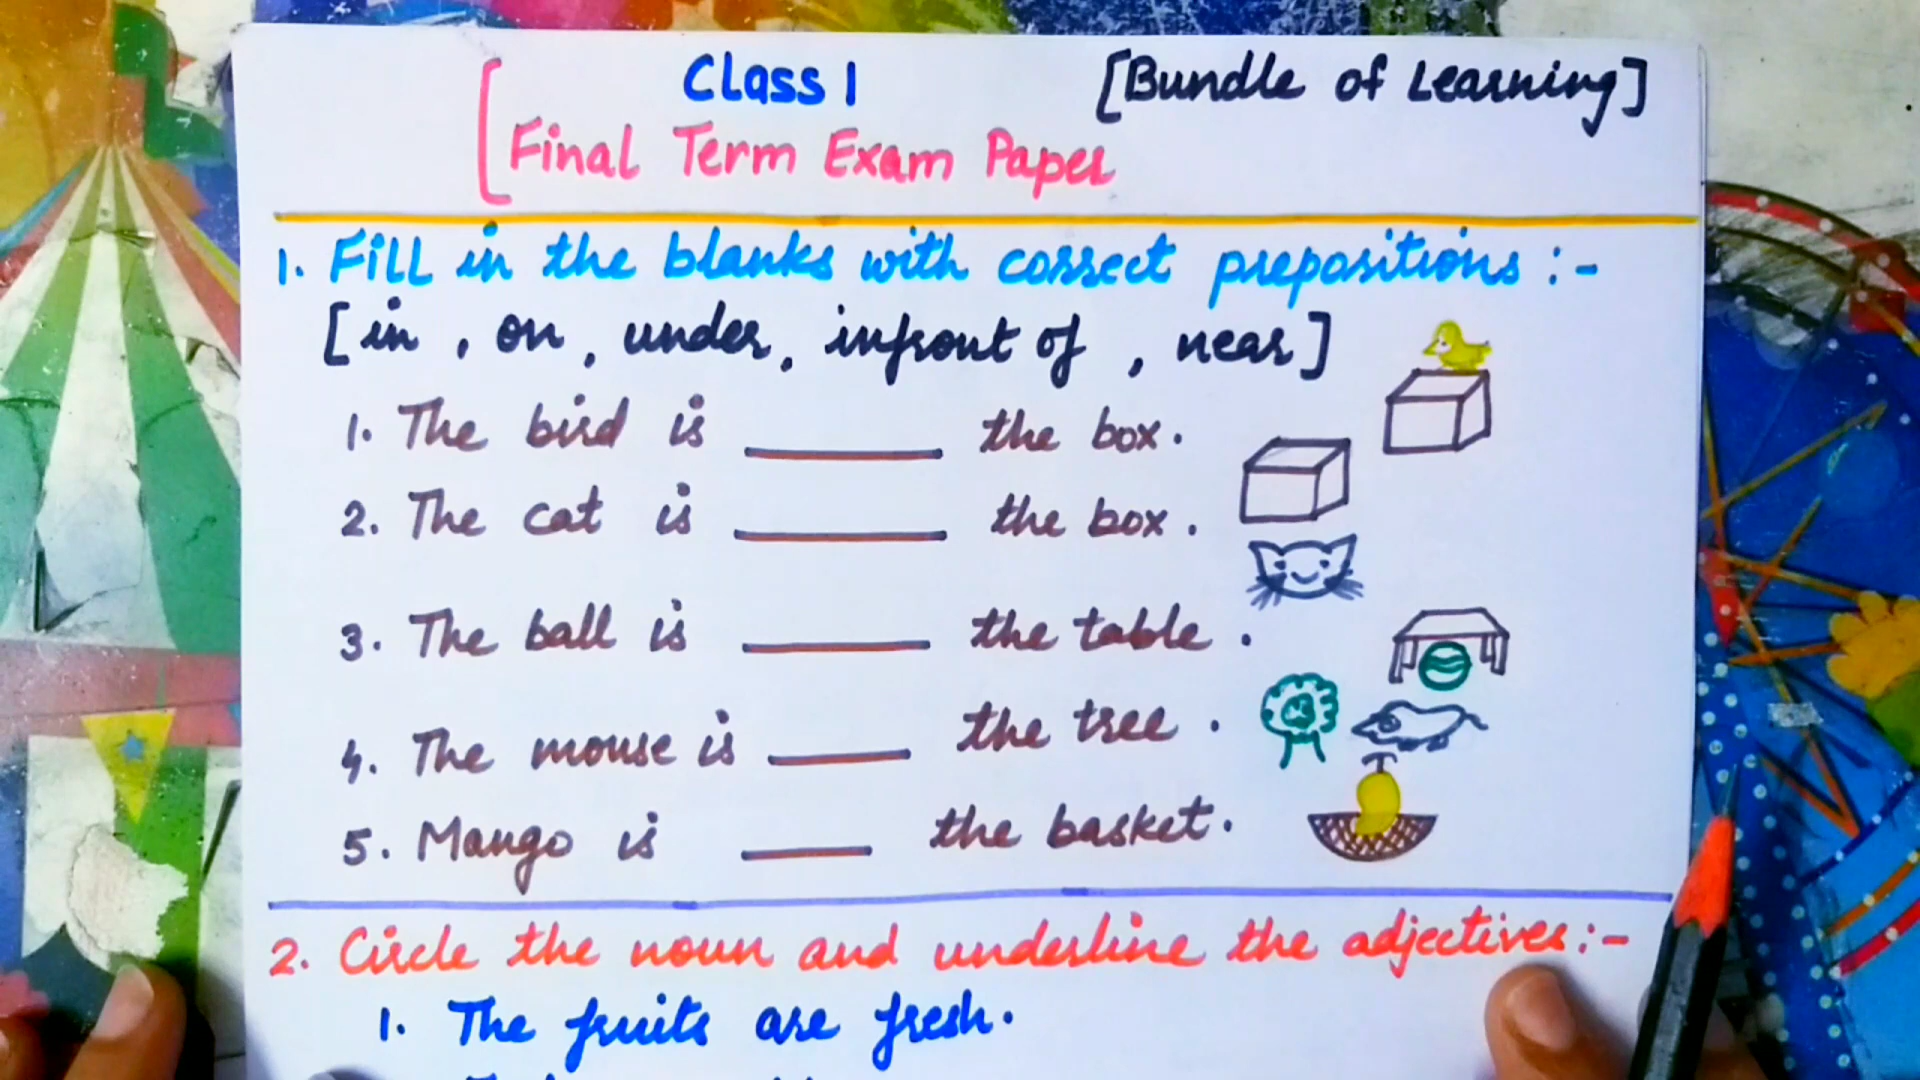 Class 1 [Bundle of Learning]
[Final Term Exam Paper
1. Fill in the blanks with correct prepositions :-
[in , on , under , infront of , near]
1. The bird is ______ the box.
2. The cat is ______ the box.
3. The ball is ______ the table.
4. The mouse is ______ the tree.
5. Mango is ______ the basket.
2. Circle the noun and underline the adjectives:-
1. The fruits are fresh.